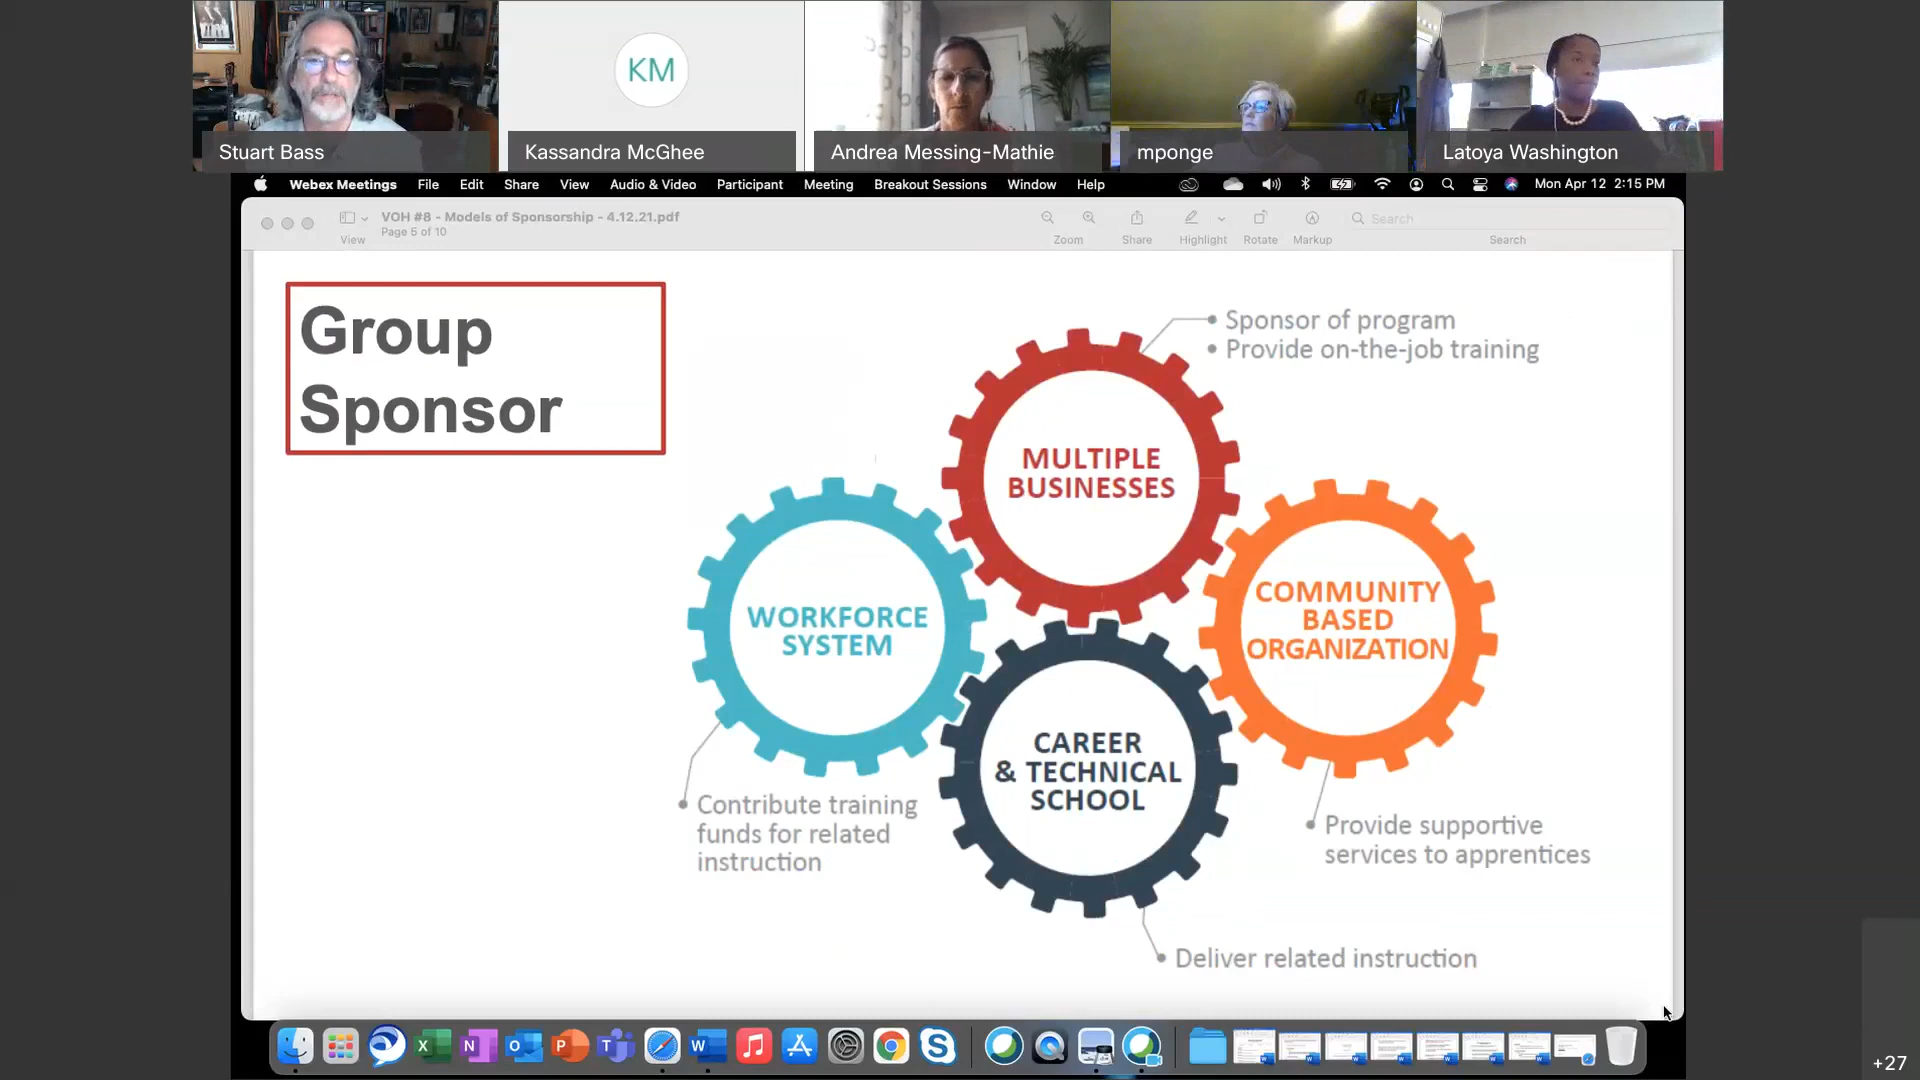 KM
Stuart Bass
Kassandra McGhee
Andrea Messing-Mathie
mponge
Latoya Washington
Webex Meetings File Edit Share View Audio & Video Participant Meeting Breakout Sessions Window Help Mon Apr 12 2:15 PM
VOH #8 - Models of Sponsorship - 4.12.21.pdf
Page 5 of 10
Search
View Zoom Share Highlight Rotate Markup Search
Group
Sponsor
Sponsor of program
Provide on-the-job training
MULTIPLE
BUSINESSES
WORKFORCE
SYSTEM
COMMUNITY
BASED
ORGANIZATION
CAREER
& TECHNICAL
SCHOOL
Contribute training
funds for related
instruction
Provide supportive
services to apprentices
Deliver related instruction
+27